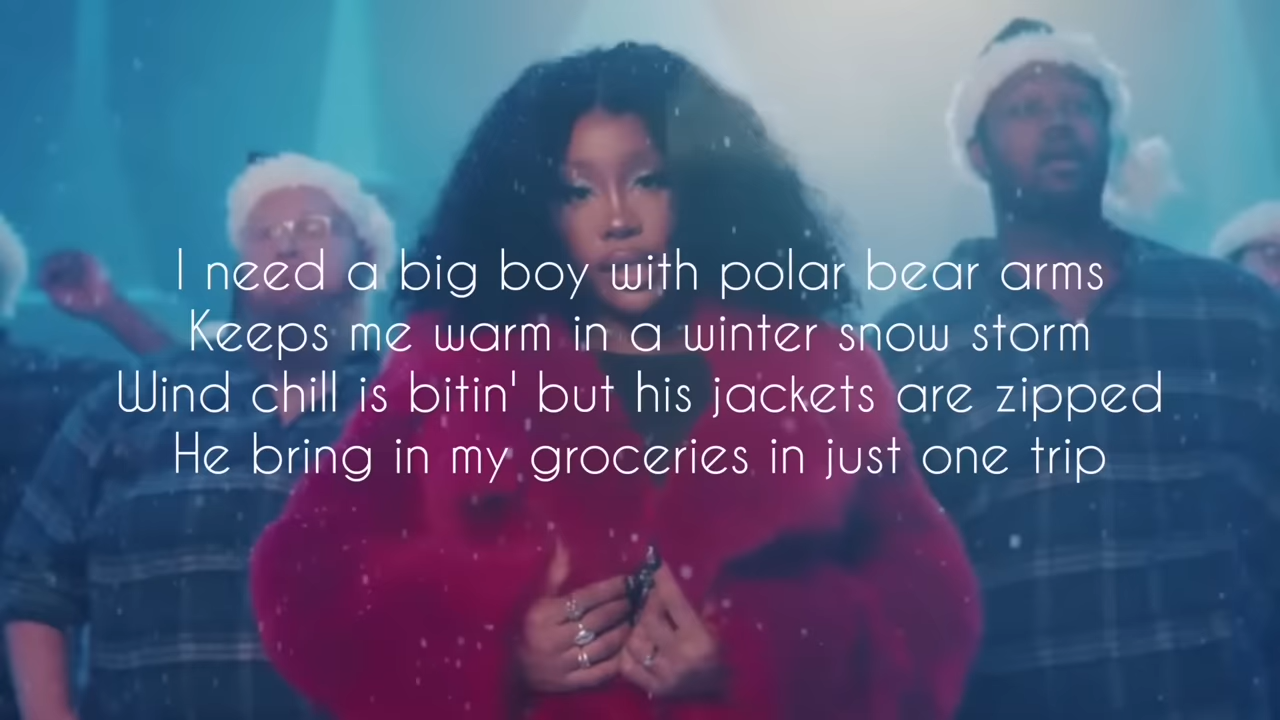 I need a big boy with polar bear arms
Keeps me warm in a winter snow storm
Wind chill is bitin' but his jackets are zipped
He bring in my groceries in just one trip